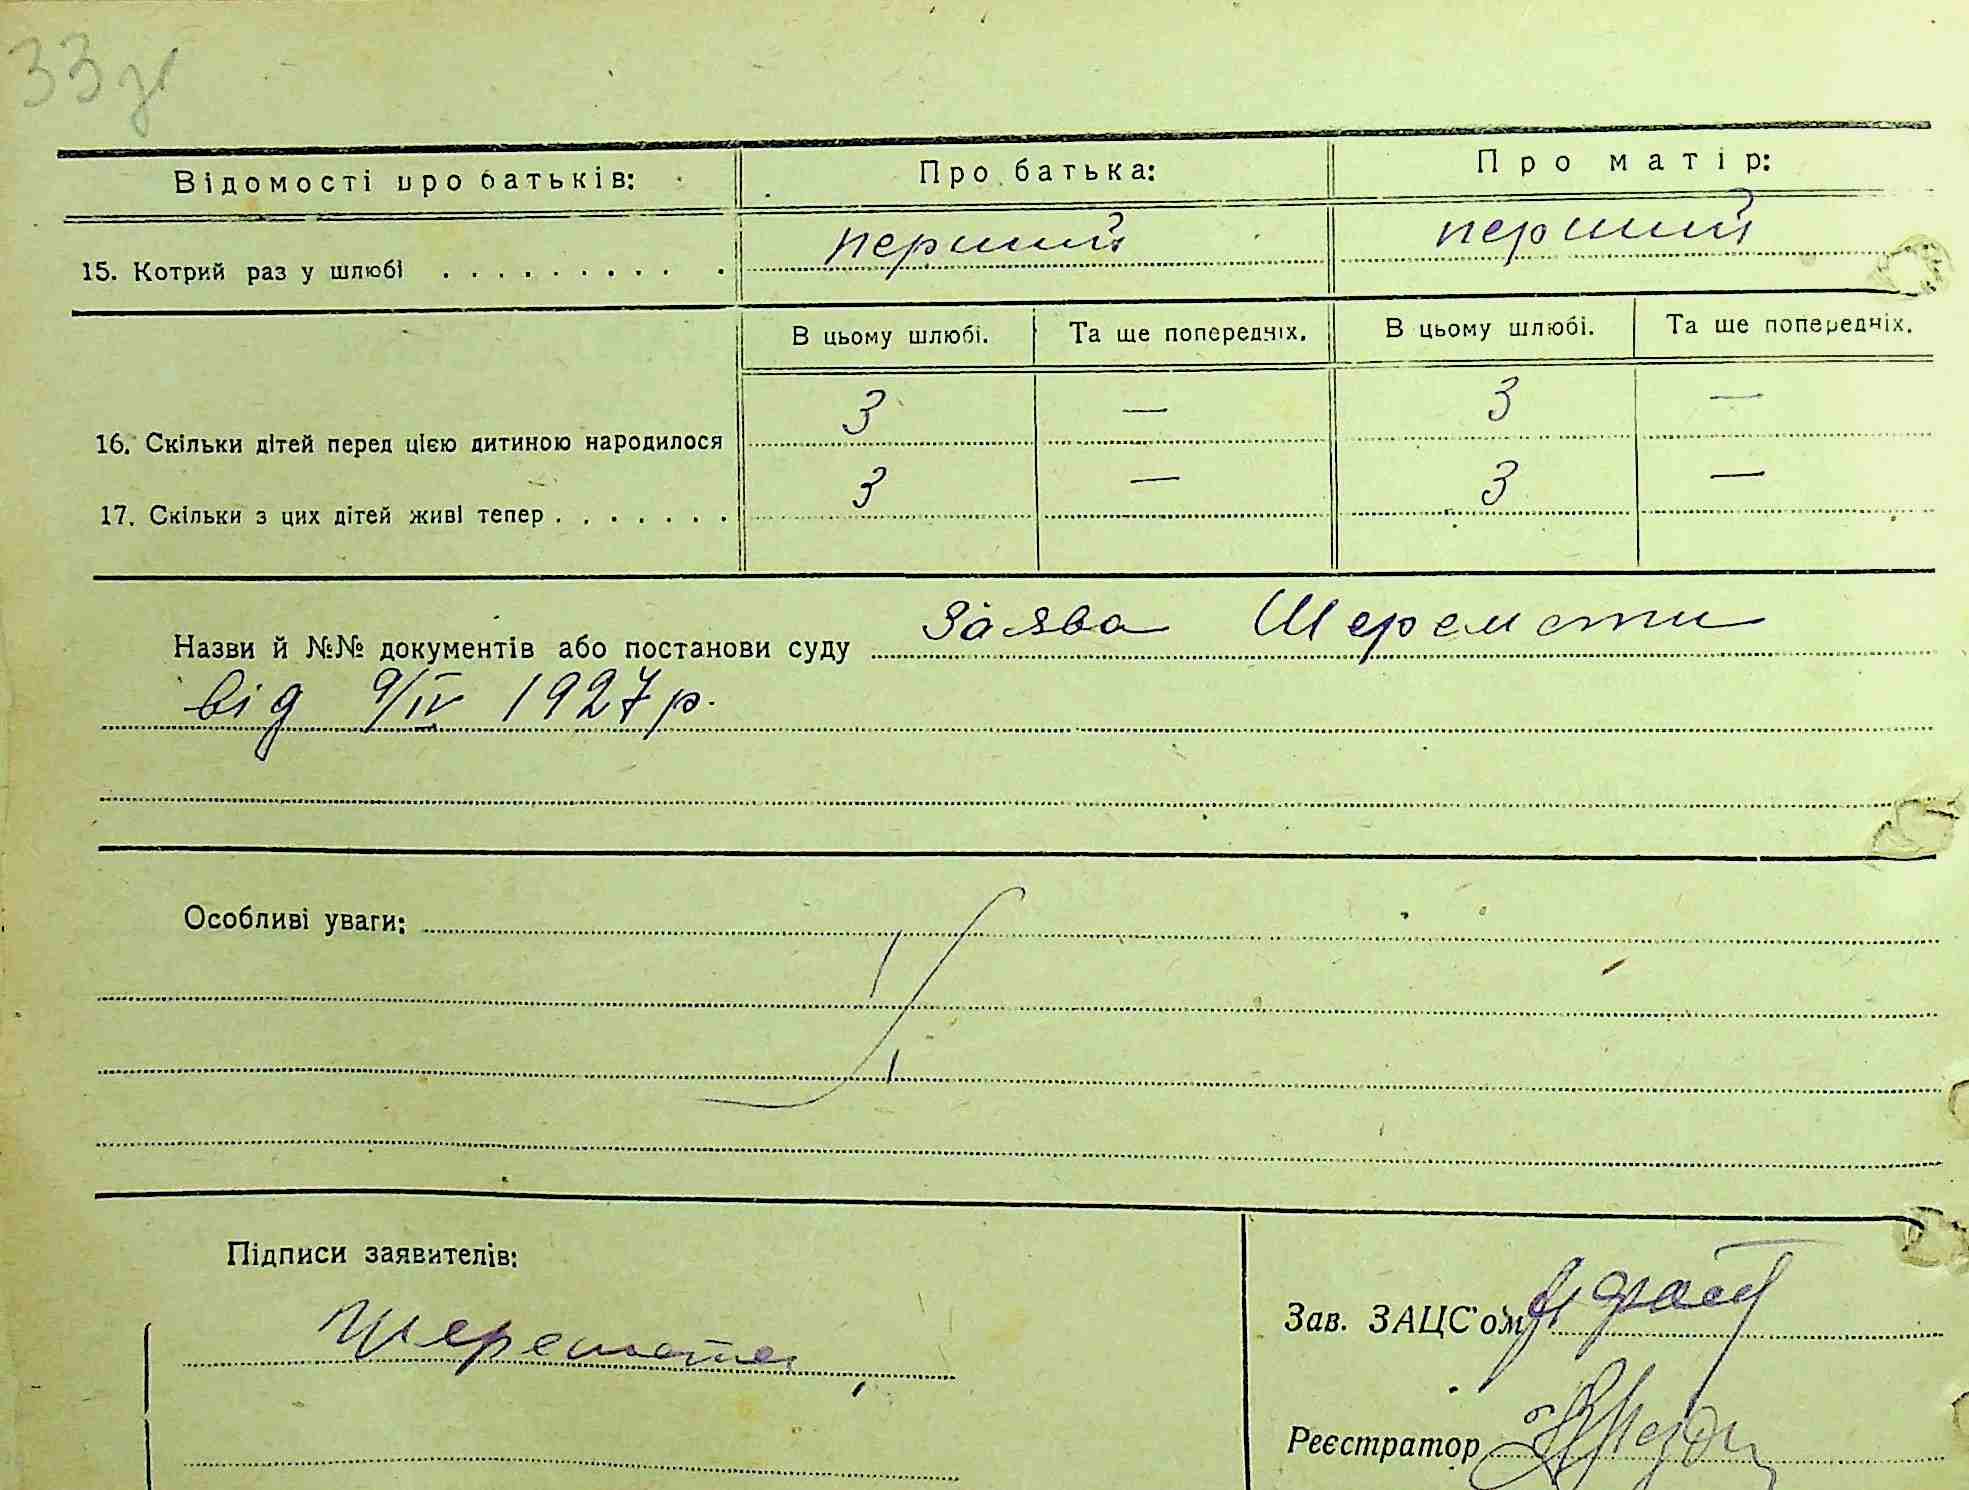 33
Відомості про батьків: Про батька: Про матір:
15. Котрий раз у шлюбі . . . . . . . . . . перший перший
В цьому шлюбі. Та ще попередніх. В цьому шлюбі. Та ще попередніх.
16. Скільки дітей перед цією дитиною народилося 3 — 3 —
17. Скільки з цих дітей живі тепер . . . . . . . 3 — 3 —
Назви й №№ документів або постанови суду заява Шеремети
від 9/IV 1927 р.
Особливі уваги:
Підписи заявителів:
Шеремета
Зав. ЗАЦС'ом
Реєстратор